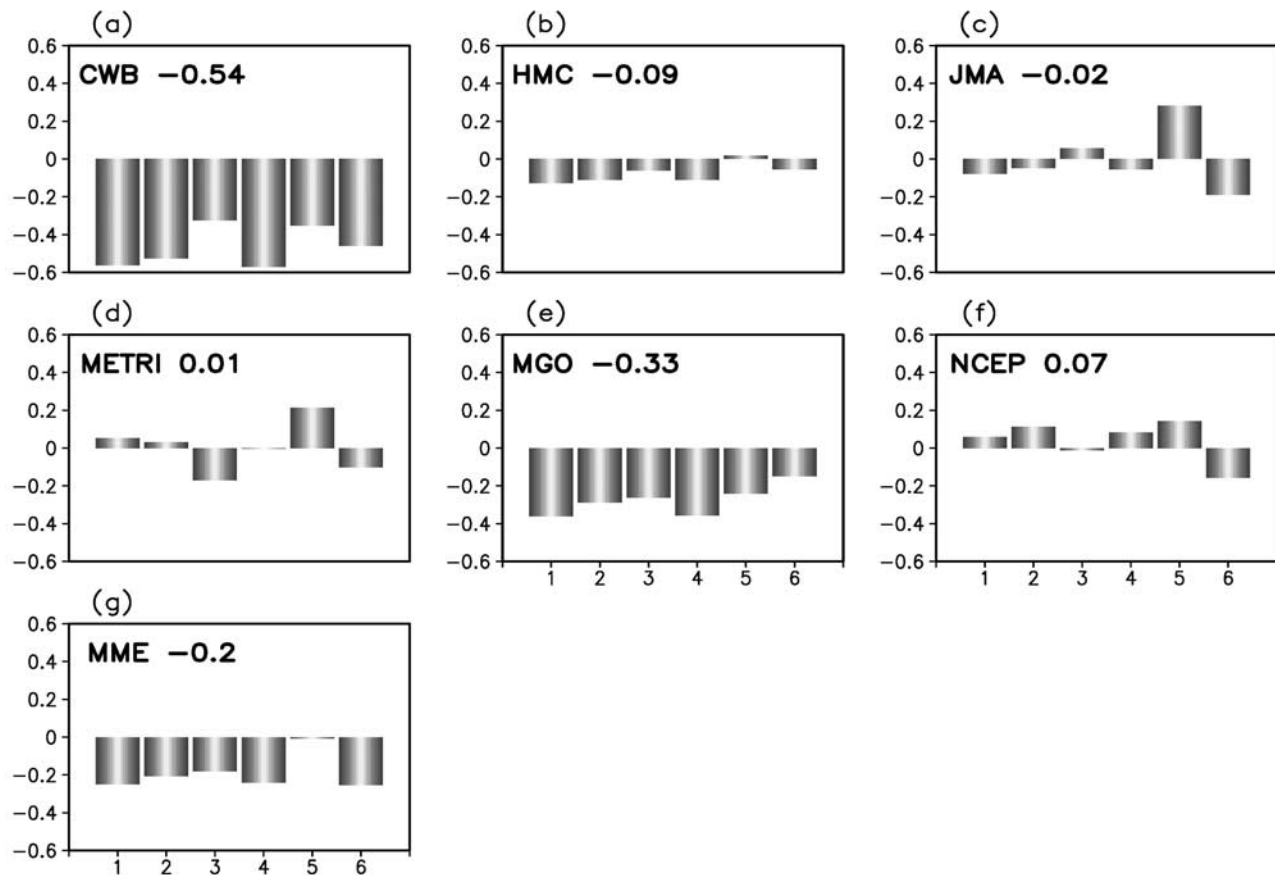 (a) (b) (c)
0.6 0.6 0.6
CWB −0.54 HMC −0.09 JMA −0.02
0.4 0.4 0.4
0.2 0.2 0.2
0 0 0
−0.2 −0.2 −0.2
−0.4 −0.4 −0.4
−0.6 −0.6 −0.6
(d) (e) (f)
0.6 0.6 0.6
METRI 0.01 MGO −0.33 NCEP 0.07
0.4 0.4 0.4
0.2 0.2 0.2
0 0 0
−0.2 −0.2 −0.2
−0.4 −0.4 −0.4
−0.6 −0.6 −0.6
1 2 3 4 5 6 1 2 3 4 5 6
(g)
0.6
MME −0.2
0.4
0.2
0
−0.2
−0.4
−0.6
1 2 3 4 5 6